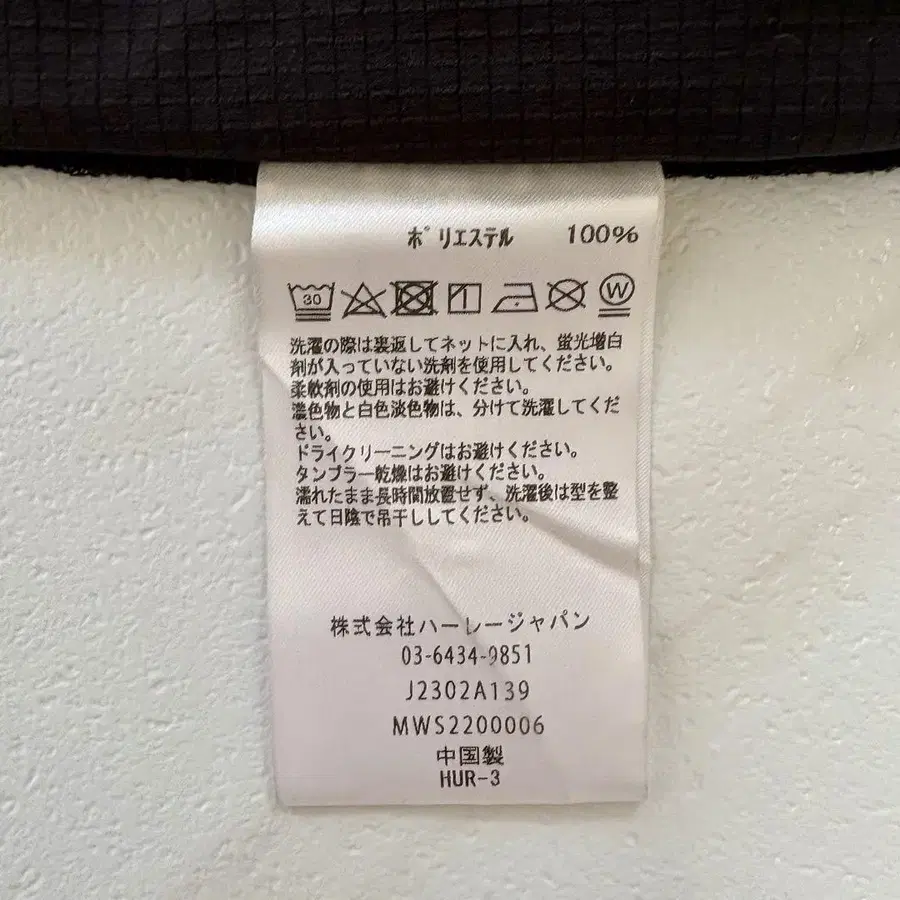 ポリエステル 100%
30 W
洗濯の際は裏返してネットに入れ、蛍光増白
剤が入っていない洗剤を使用してください。
柔軟剤の使用はお避けください。
濃色物と白色淡色物は、分けて洗濯してくだ
さい。
ドライクリーニングはお避けください。
タンブラー乾燥はお避けください。
濡れたまま長時間放置せず、洗濯後は型を整
えて日陰で吊干ししてください。
株式会社ハーレージャパン
03-6434-9851
J2302A139
MWS2200006
中国製
HUR-3